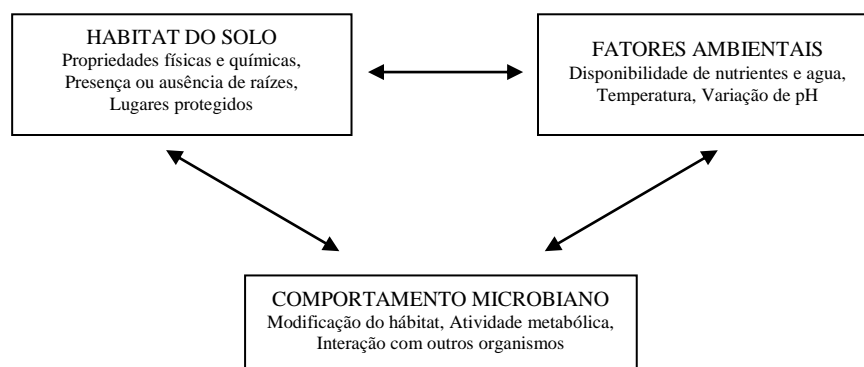 HABITAT DO SOLO
Propriedades físicas e químicas,
Presença ou ausência de raízes,
Lugares protegidos
FATORES AMBIENTAIS
Disponibilidade de nutrientes e agua,
Temperatura, Variação de pH
COMPORTAMENTO MICROBIANO
Modificação do hábitat, Atividade metabólica,
Interação com outros organismos